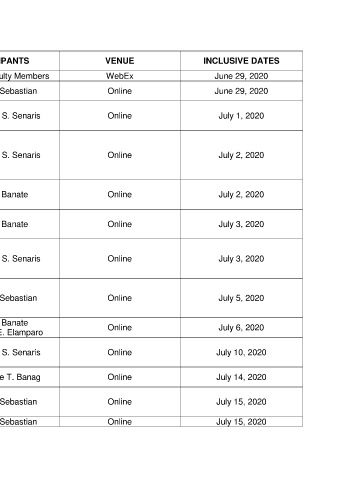 IPANTS VENUE INCLUSIVE DATES
ulty Members WebEx June 29, 2020
Sebastian Online June 29, 2020
S. Senaris Online July 1, 2020
S. Senaris Online July 2, 2020
Banate Online July 2, 2020
Banate Online July 3, 2020
S. Senaris Online July 3, 2020
Sebastian Online July 5, 2020
Banate
E. Elamparo Online July 6, 2020
S. Senaris Online July 10, 2020
e T. Banag Online July 14, 2020
Sebastian Online July 15, 2020
Sebastian Online July 15, 2020